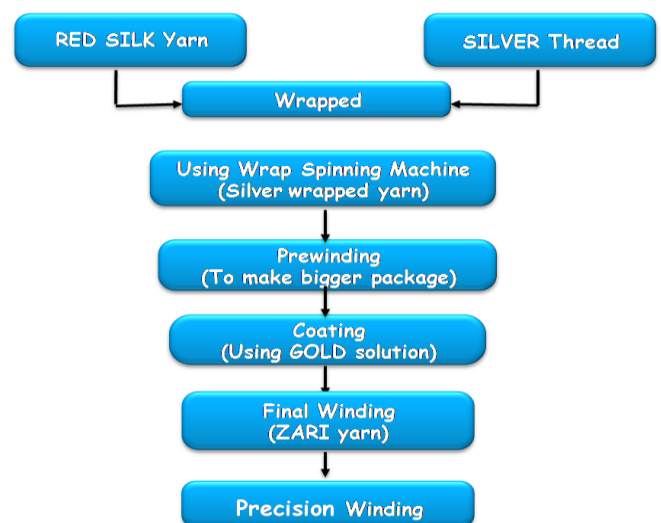 RED SILK Yarn
SILVER Thread
Wrapped
Using Wrap Spinning Machine
(Silver wrapped yarn)
Prewinding
(To make bigger package)
Coating
(Using GOLD solution)
Final Winding
(ZARI yarn)
Precision Winding